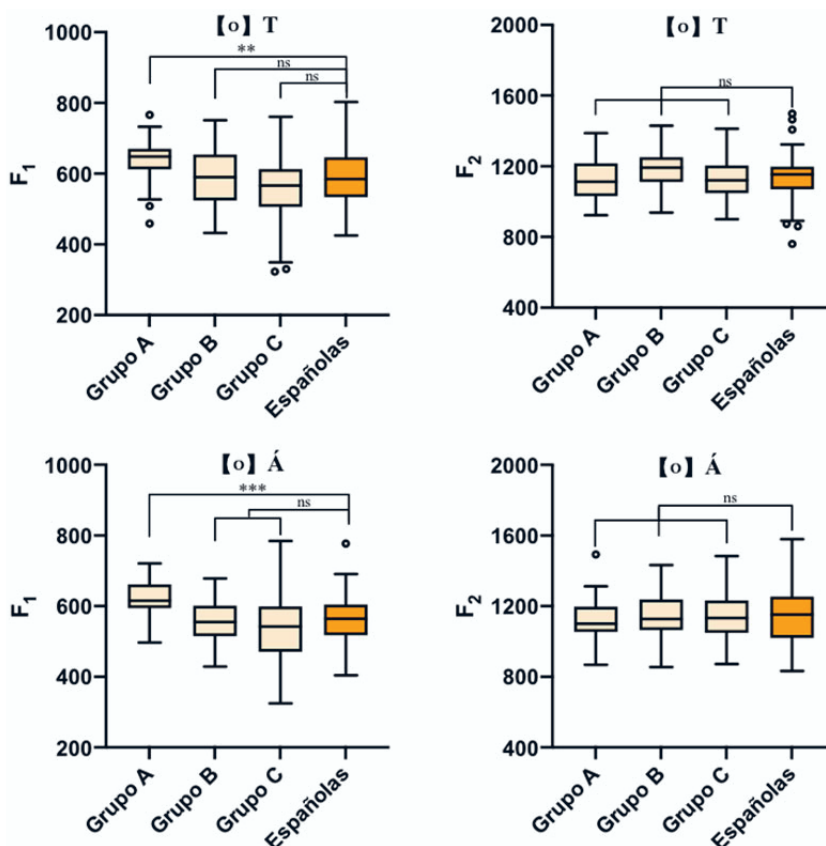 【o】T
1000
800
600
400
200
F1
**
ns
ns
Grupo A
Grupo B
Grupo C
Españolas
【o】T
2000
1600
1200
800
400
F2
ns
Grupo A
Grupo B
Grupo C
Españolas
【o】Á
1000
800
600
400
200
F1
***
ns
Grupo A
Grupo B
Grupo C
Españolas
【o】Á
2000
1600
1200
800
400
F2
ns
Grupo A
Grupo B
Grupo C
Españolas